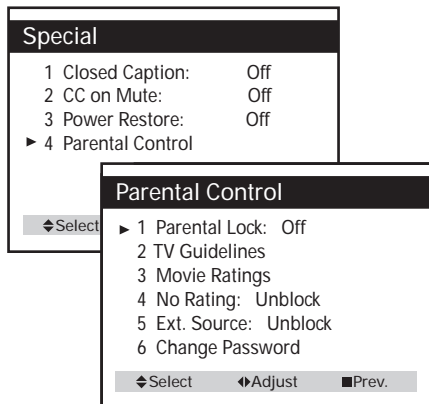 Special
1 Closed Caption: Off
2 CC on Mute: Off
3 Power Restore: Off
4 Parental Control
Select
Parental Control
1 Parental Lock: Off
2 TV Guidelines
3 Movie Ratings
4 No Rating: Unblock
5 Ext. Source: Unblock
6 Change Password
Select Adjust Prev.